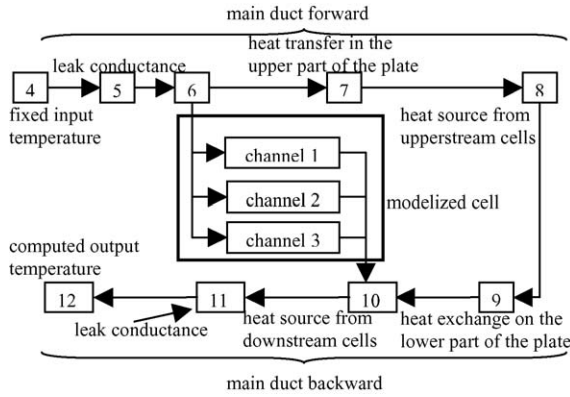 main duct forward
leak conductance
heat transfer in the
upper part of the plate
4
5
6
7
8
fixed input
temperature
heat source from
upperstream cells
channel 1
channel 2
channel 3
modelized cell
computed output
temperature
12
11
10
9
leak conductance
heat source from
downstream cells
heat exchange on the
lower part of the plate
main duct backward